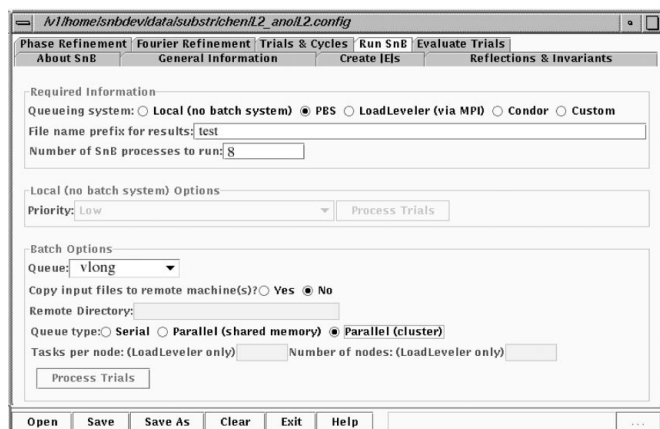 /v1/home/snbdev/data/substr/chen/L2_ano/L2.config
Phase Refinement Fourier Refinement Trials & Cycles Run SnB Evaluate Trials
About SnB General Information Create |E|s Reflections & Invariants
Required Information
Queueing system: Local (no batch system) PBS LoadLeveler (via MPI) Condor Custom
File name prefix for results: test
Number of SnB processes to run: 8
Local (no batch system) Options
Priority: Low Process Trials
Batch Options
Queue: vlong
Copy input files to remote machine(s)? Yes No
Remote Directory:
Queue type: Serial Parallel (shared memory) Parallel (cluster)
Tasks per node: (LoadLeveler only) Number of nodes: (LoadLeveler only)
Process Trials
Open Save Save As Clear Exit Help ...